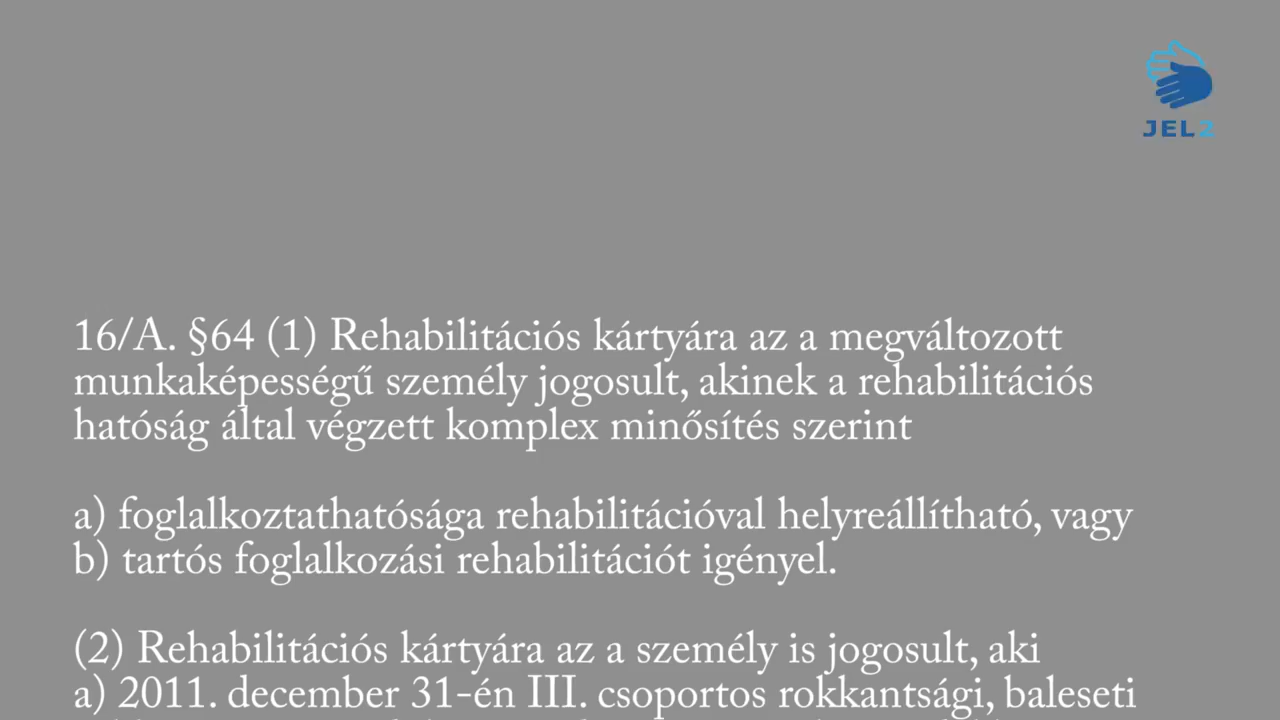 JEL2
16/A. §64 (1) Rehabilitációs kártyára az a megváltozott
munkaképességű személy jogosult, akinek a rehabilitációs
hatóság által végzett komplex minősítés szerint
a) foglalkoztathatósága rehabilitációval helyreállítható, vagy
b) tartós foglalkozási rehabilitációt igényel.
(2) Rehabilitációs kártyára az a személy is jogosult, aki
a) 2011. december 31-én III. csoportos rokkantsági, baleseti